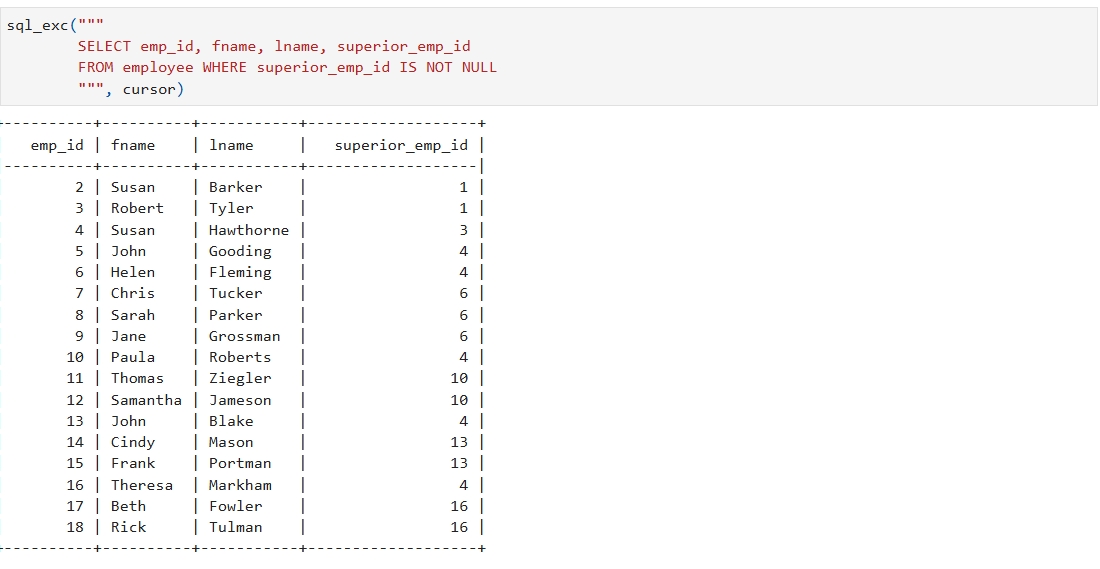 sql_exc("""
        SELECT emp_id, fname, lname, superior_emp_id
        FROM employee WHERE superior_emp_id IS NOT NULL
        """, cursor)
----------+----------+-----------+-------------------+
   emp_id | fname    | lname     |   superior_emp_id |
----------+----------+-----------+-------------------|
        2 | Susan    | Barker    |                 1 |
        3 | Robert   | Tyler     |                 1 |
        4 | Susan    | Hawthorne |                 3 |
        5 | John     | Gooding   |                 4 |
        6 | Helen    | Fleming   |                 4 |
        7 | Chris    | Tucker    |                 6 |
        8 | Sarah    | Parker    |                 6 |
        9 | Jane     | Grossman  |                 6 |
       10 | Paula    | Roberts   |                 4 |
       11 | Thomas   | Ziegler   |                10 |
       12 | Samantha | Jameson   |                10 |
       13 | John     | Blake     |                 4 |
       14 | Cindy    | Mason     |                13 |
       15 | Frank    | Portman   |                13 |
       16 | Theresa  | Markham   |                 4 |
       17 | Beth     | Fowler    |                16 |
       18 | Rick     | Tulman    |                16 |
----------+----------+-----------+-------------------+